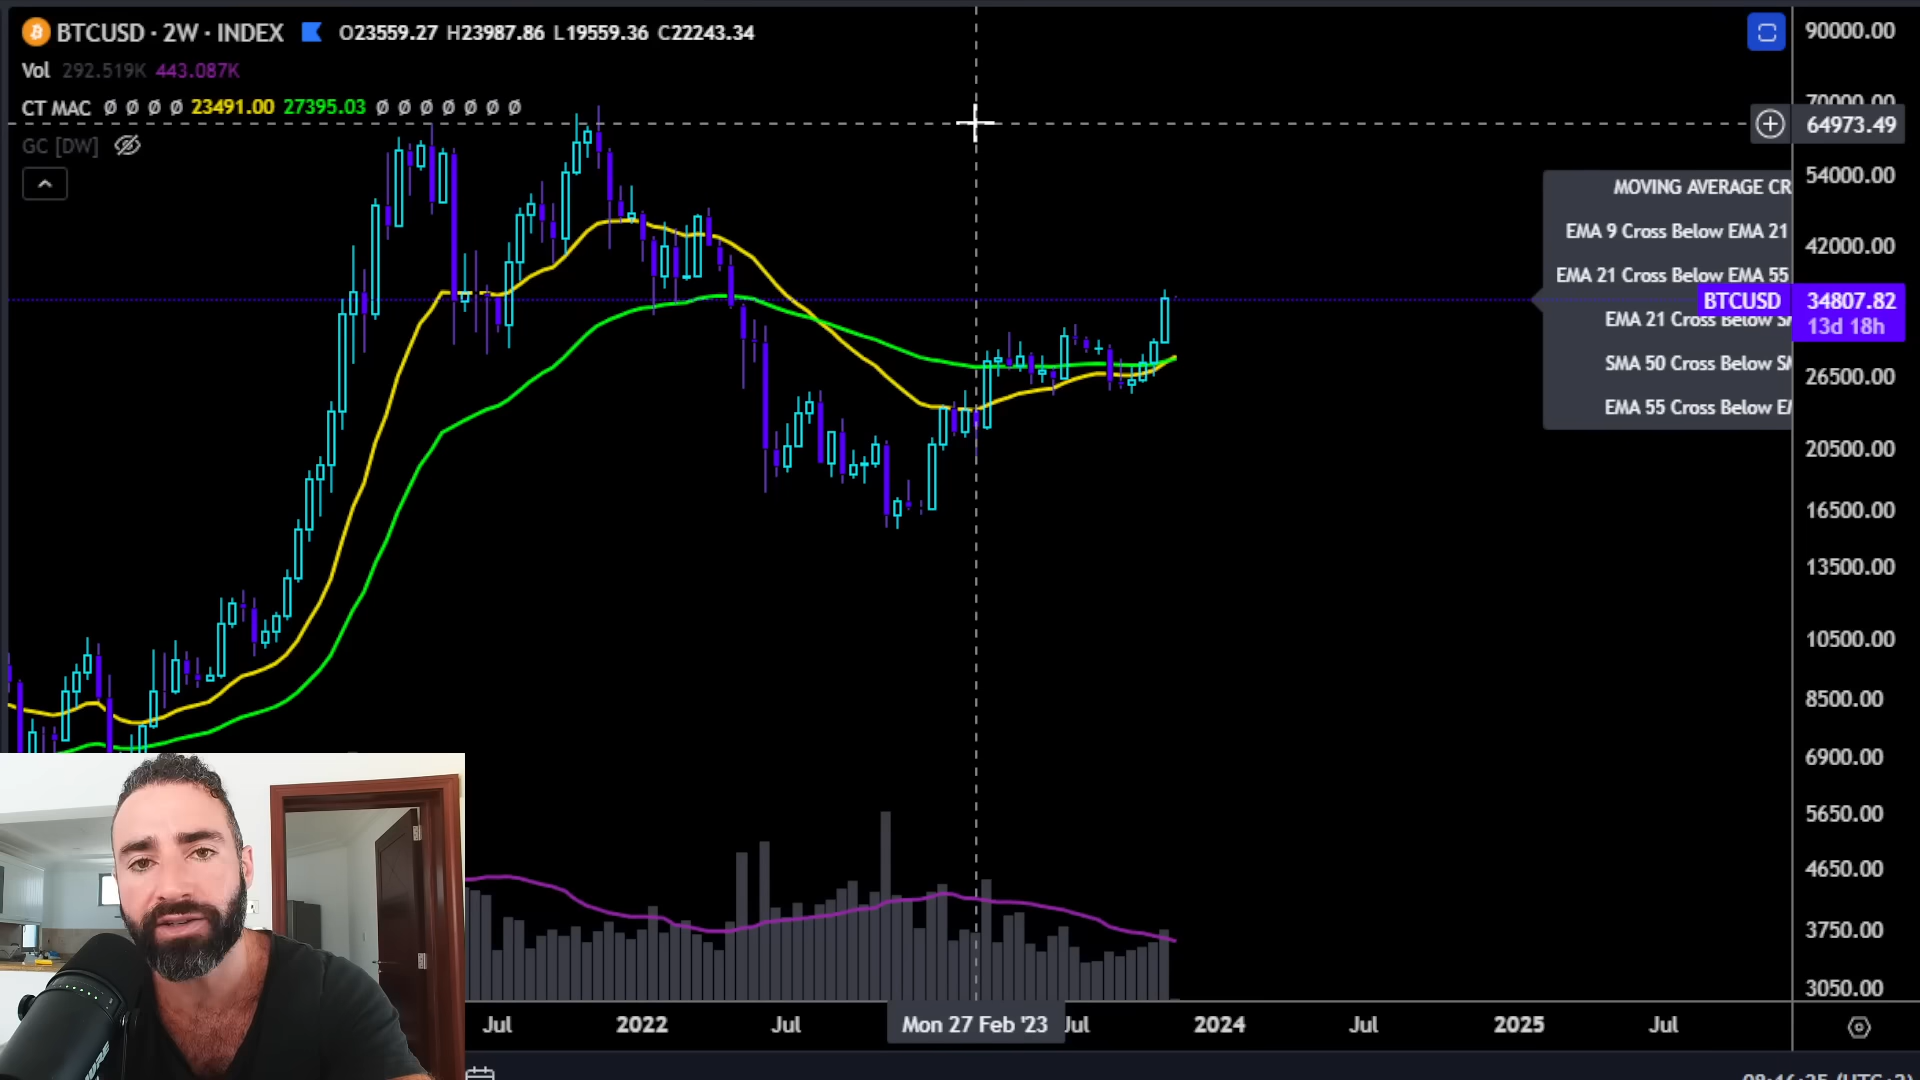 BTCUSD · 2W · INDEX O23559.27 H23987.86 L19559.36 C22243.34
Vol 292.519K 443.087K
CT MAC Ø Ø Ø Ø 23491.00 27395.03 Ø Ø Ø Ø Ø Ø Ø
GC [DW]
90000.00
70000.00
64973.49
54000.00
42000.00
MOVING AVERAGE CR
EMA 9 Cross Below EMA 21
EMA 21 Cross Below EMA 55
BTCUSD 34807.82
13d 18h
EMA 21 Cross Below
SMA 50 Cross Below
EMA 55 Cross Below
26500.00
20500.00
16500.00
13500.00
10500.00
8500.00
6900.00
5650.00
4650.00
3750.00
3050.00
Jul 2022 Jul Mon 27 Feb '23 Jul 2024 Jul 2025 Jul